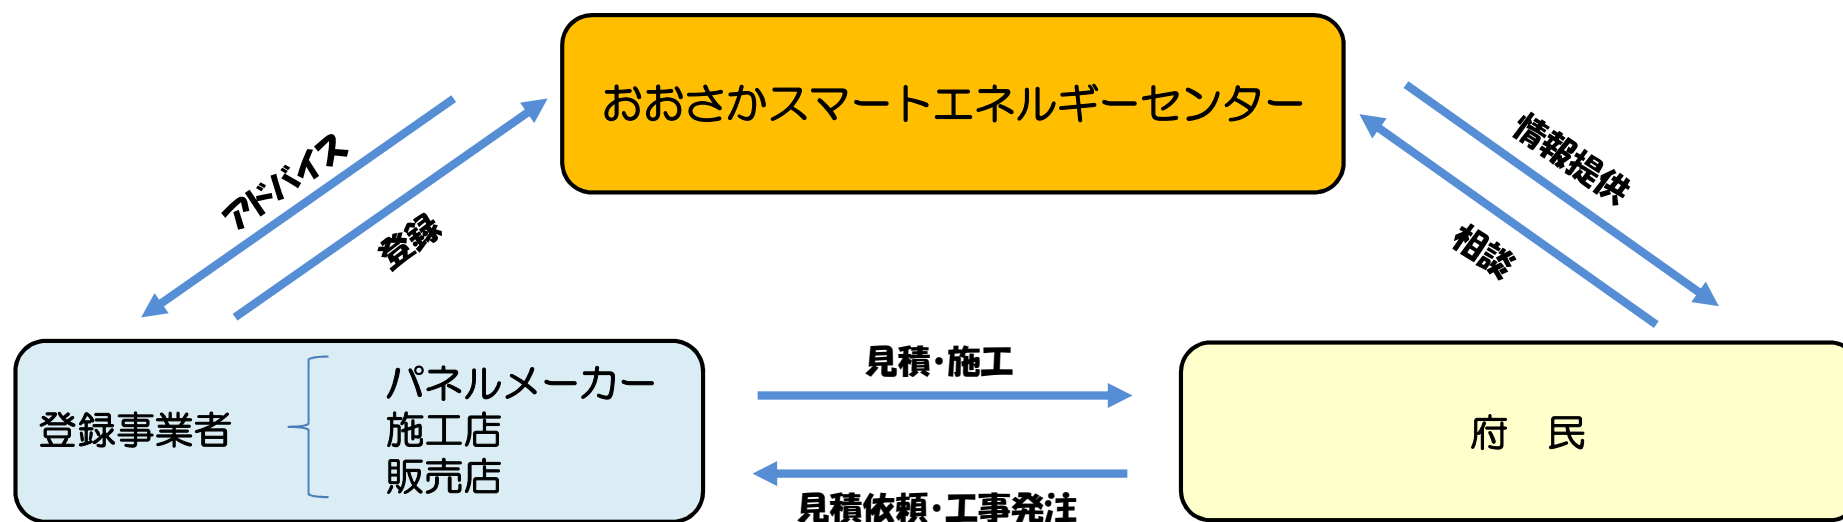 おおさかスマートエネルギーセンター
アドバイス
登録
情報提供
相談
見積・施工
パネルメーカー
登録事業者
施工店
販売店
府　民
見積依頼・工事発注